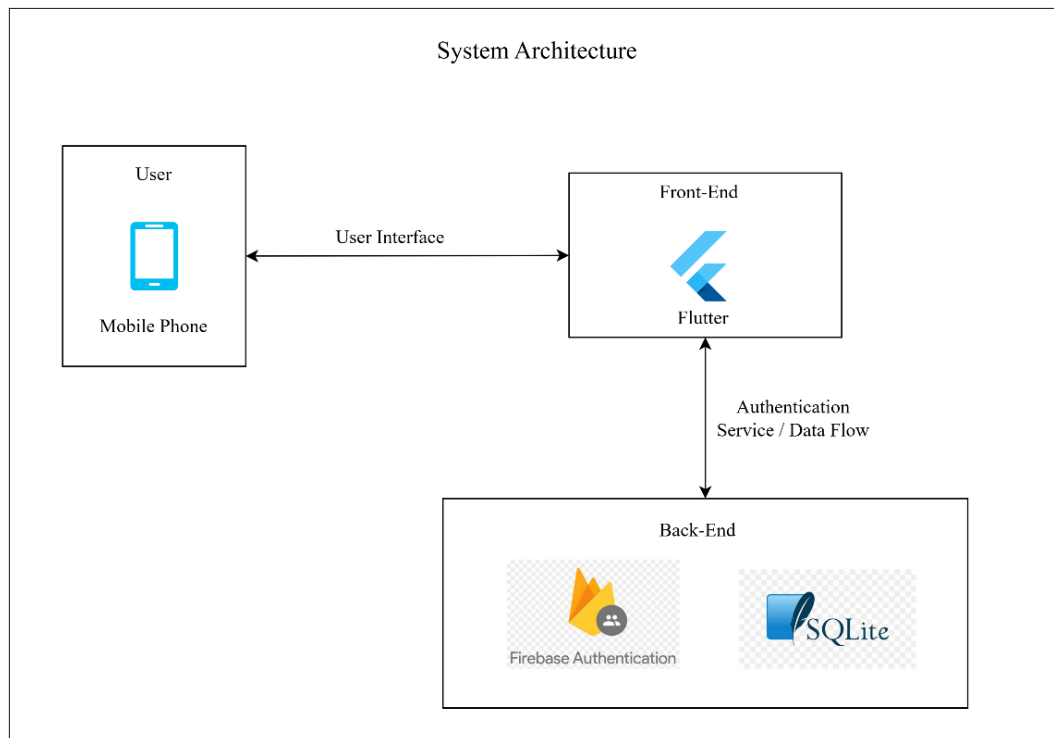 System Architecture
User
Mobile Phone
User Interface
Front-End
Flutter
Authentication
Service / Data Flow
Back-End
Firebase Authentication
SQLite